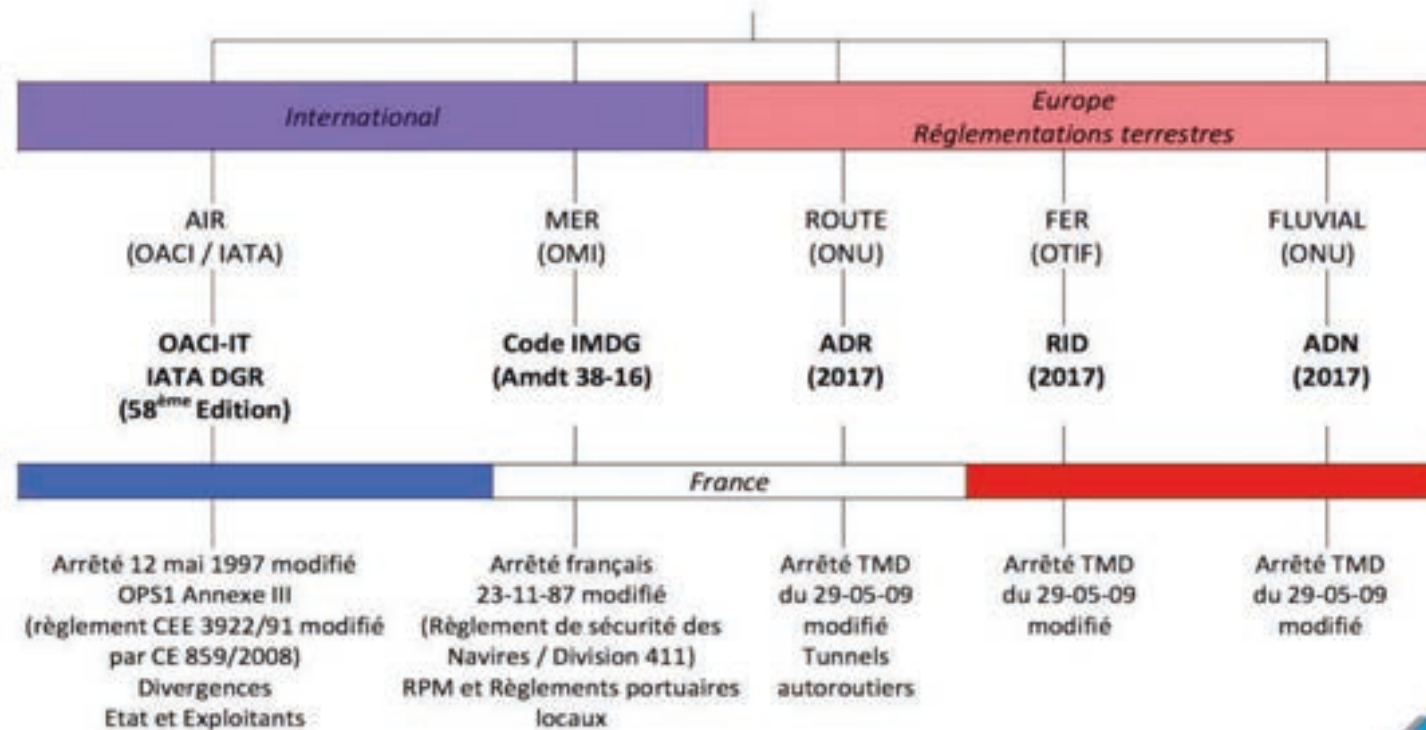 International
Europe
Réglementations terrestres
AIR
(OACI / IATA)
MER
(OMI)
ROUTE
(ONU)
FER
(OTIF)
FLUVIAL
(ONU)
OACI-IT
IATA DGR
(58ème Edition)
Code IMDG
(Amdt 38-16)
ADR
(2017)
RID
(2017)
ADN
(2017)
France
Arrêté 12 mai 1997 modifié
OPS1 Annexe III
(règlement CEE 3922/91 modifié
par CE 859/2008)
Divergences
Etat et Exploitants
Arrêté français
23-11-87 modifié
(Règlement de sécurité des
Navires / Division 411)
RPM et Règlements portuaires
locaux
Arrêté TMD
du 29-05-09
modifié
Tunnels
autoroutiers
Arrêté TMD
du 29-05-09
modifié
Arrêté TMD
du 29-05-09
modifié